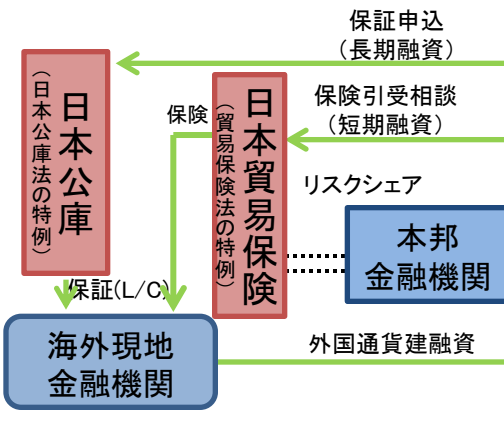 保証申込
（長期融資）
日本公庫
（日本公庫法の特例）
保険
日本貿易保険
（貿易保険法の特例）
保険引受相談
（短期融資）
リスクシェア
本邦
金融機関
保証(L/C)
海外現地
金融機関
外国通貨建融資